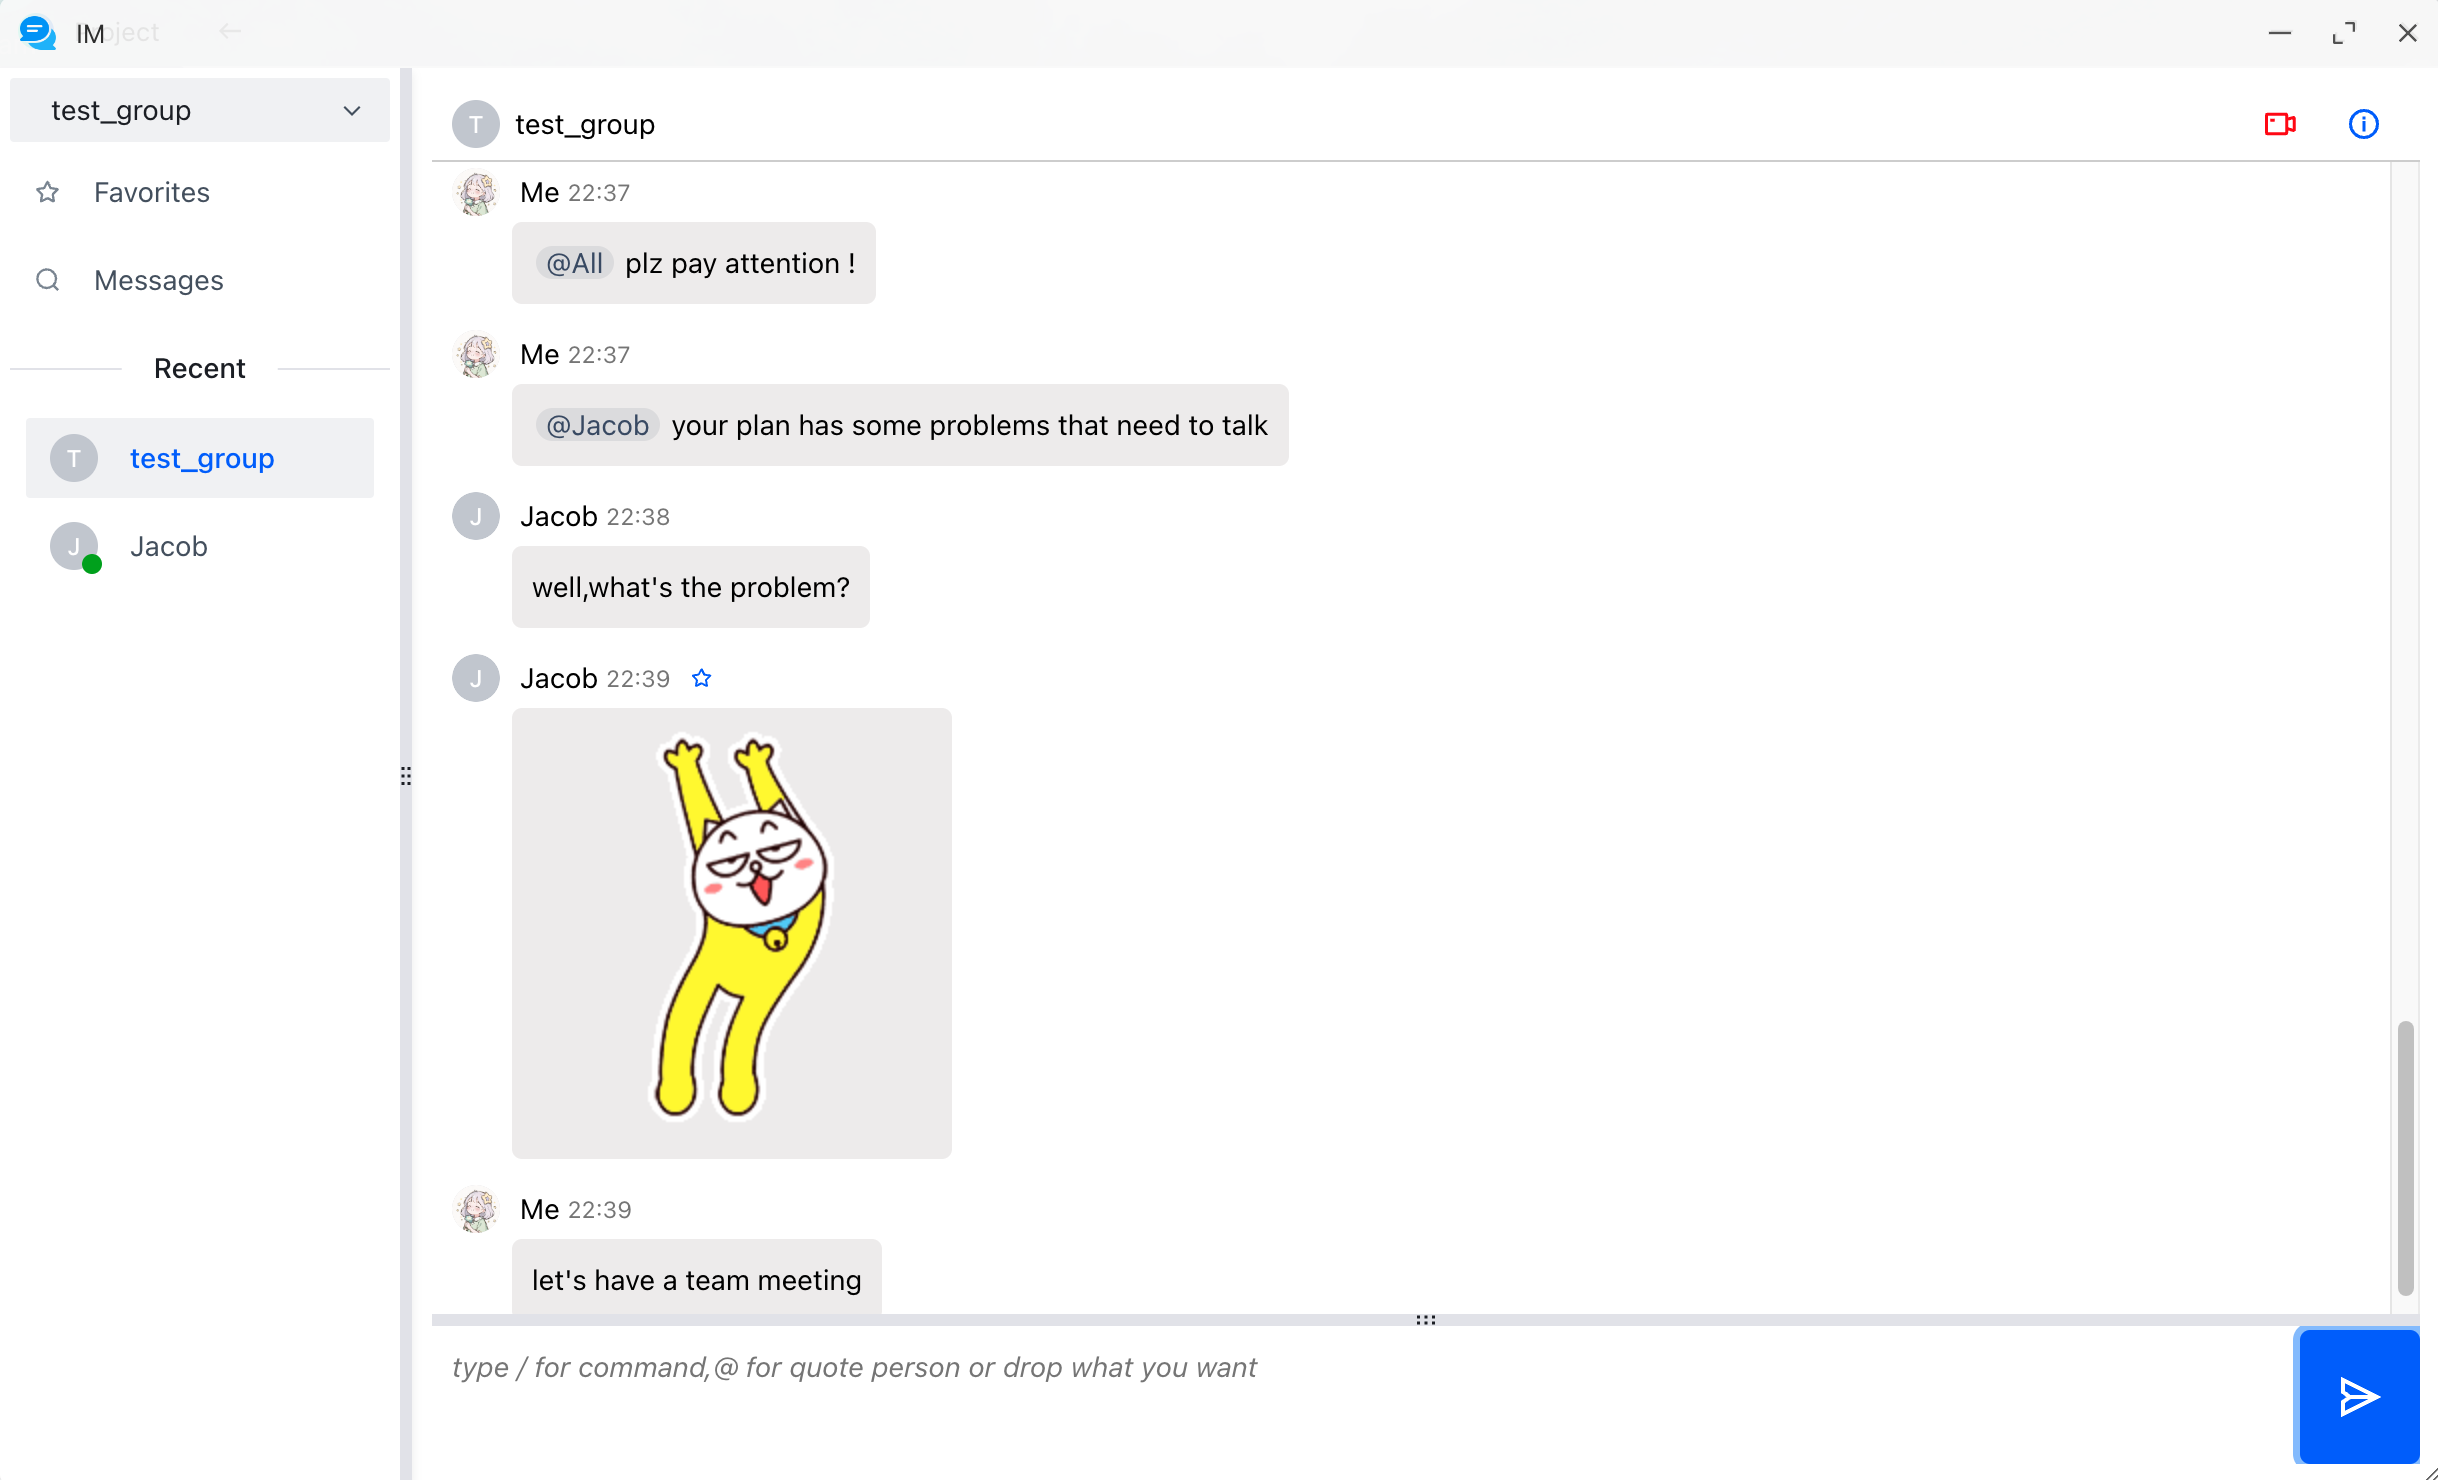 IM
test_group
Favorites
Messages
Recent
T test_group
J Jacob
T test_group
Me 22:37
@All plz pay attention !
Me 22:37
@Jacob your plan has some problems that need to talk
J Jacob 22:38
well,what's the problem?
J Jacob 22:39
Me 22:39
let's have a team meeting
type / for command,@ for quote person or drop what you want